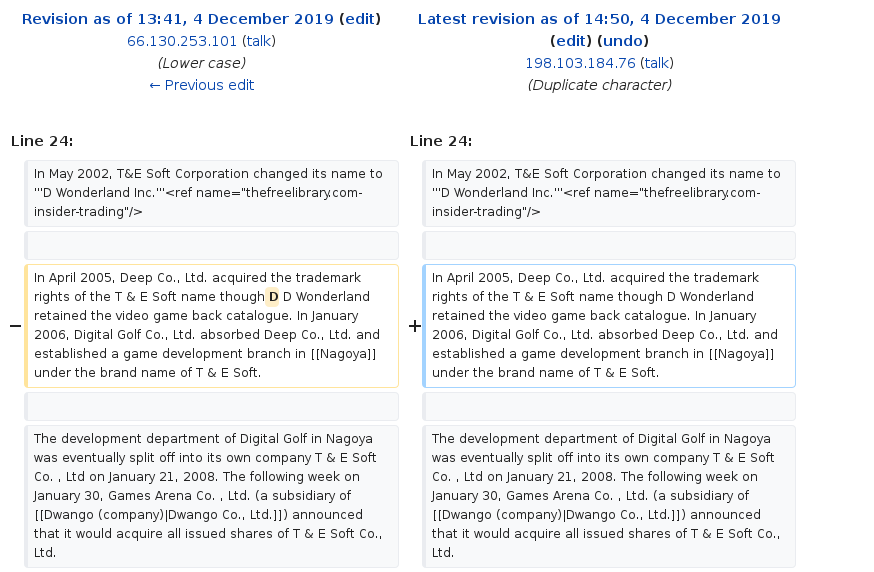 Revision as of 13:41, 4 December 2019 (edit)
66.130.253.101 (talk)
(Lower case)
← Previous edit
Latest revision as of 14:50, 4 December 2019
(edit) (undo)
198.103.184.76 (talk)
(Duplicate character)
Line 24:
In May 2002, T&E Soft Corporation changed its name to
'''D Wonderland Inc.'''<ref name="thefreelibrary.com-
insider-trading"/>
− In April 2005, Deep Co., Ltd. acquired the trademark
rights of the T & E Soft name though D D Wonderland
retained the video game back catalogue. In January
2006, Digital Golf Co., Ltd. absorbed Deep Co., Ltd. and
established a game development branch in [[Nagoya]]
under the brand name of T & E Soft.
The development department of Digital Golf in Nagoya
was eventually split off into its own company T & E Soft
Co. , Ltd on January 21, 2008. The following week on
January 30, Games Arena Co. , Ltd. (a subsidiary of
[[Dwango (company)|Dwango Co., Ltd.]]) announced
that it would acquire all issued shares of T & E Soft Co.,
Ltd.
Line 24:
In May 2002, T&E Soft Corporation changed its name to
'''D Wonderland Inc.'''<ref name="thefreelibrary.com-
insider-trading"/>
+ In April 2005, Deep Co., Ltd. acquired the trademark
rights of the T & E Soft name though D Wonderland
retained the video game back catalogue. In January
2006, Digital Golf Co., Ltd. absorbed Deep Co., Ltd. and
established a game development branch in [[Nagoya]]
under the brand name of T & E Soft.
The development department of Digital Golf in Nagoya
was eventually split off into its own company T & E Soft
Co. , Ltd on January 21, 2008. The following week on
January 30, Games Arena Co. , Ltd. (a subsidiary of
[[Dwango (company)|Dwango Co., Ltd.]]) announced
that it would acquire all issued shares of T & E Soft Co.,
Ltd.